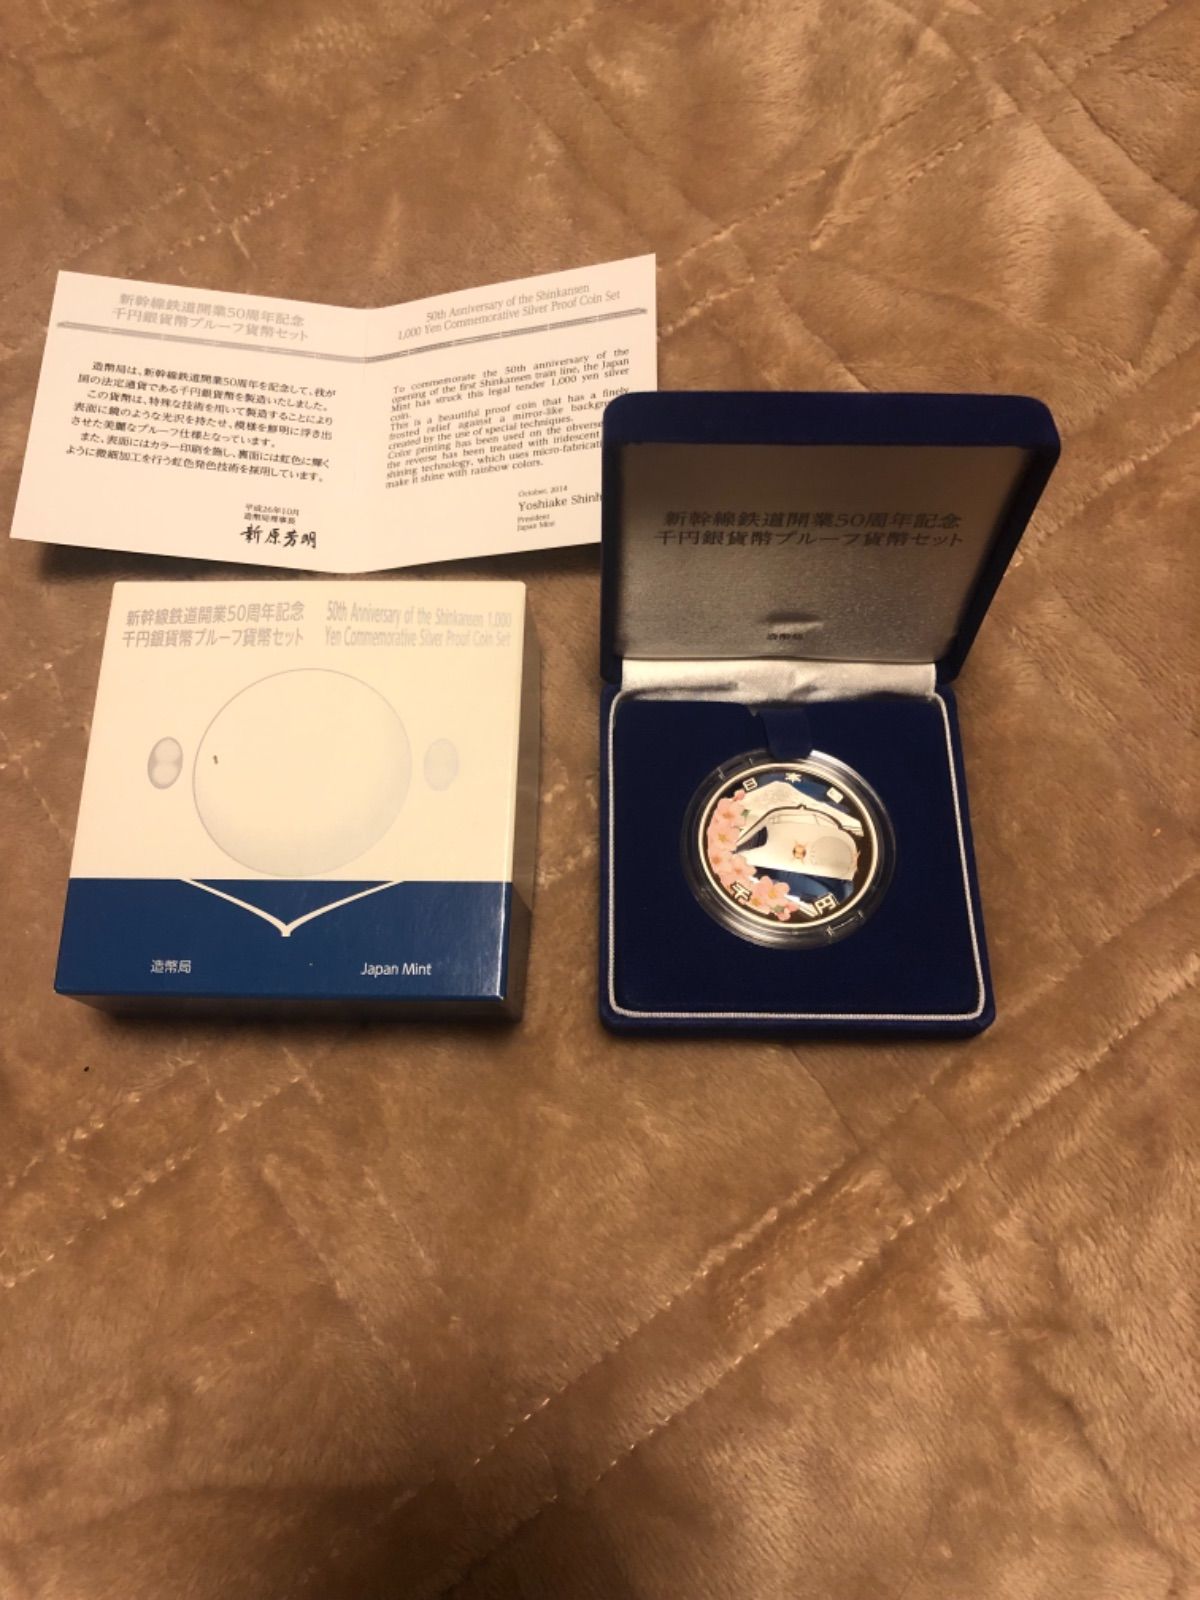 新幹線鉄道開業50周年記念
千円銀貨幣プルーフ貨幣セット
造幣局は、新幹線鉄道開業50周年を記念して、我が
国の法定通貨である千円銀貨幣を製造いたしました。
この貨幣は、特殊な技術を用いて製造することにより
表面に鏡のような光沢を持たせ、模様を鮮明に浮き出
させた美麗なプルーフ仕様となっています。
また、表面にはカラー印刷を施し、裏面には虹色に輝く
ように微細加工を行う虹色発色技術を採用しています。
平成26年10月
造幣局理事長
新原芳明
50th Anniversary of the Shinkansen
1,000 Yen Commemorative Silver Proof Coin Set
To commemorate the 50th anniversary of the
opening of the first Shinkansen train line, the Japan
Mint has struck this legal tender 1,000 yen silver
coin.
This is a beautiful proof coin that has a finely
frosted relief against a mirror-like
created by the use of special techniques.
Color printing has been used on the obverse
the reverse has been treated with iridescent
shining technology, which uses
make it shine with rainbow colors.
October, 2014
Yoshiake
President
Japan Mint
新幹線鉄道開業50周年記念
千円銀貨幣プルーフ貨幣セット
50th Anniversary of the Shinkansen 1,000
Yen Commemorative Silver Proof Coin Set
造幣局
Japan Mint
新幹線鉄道開業50周年記念
千円銀貨幣プルーフ貨幣セット
造幣局
日本国
千円